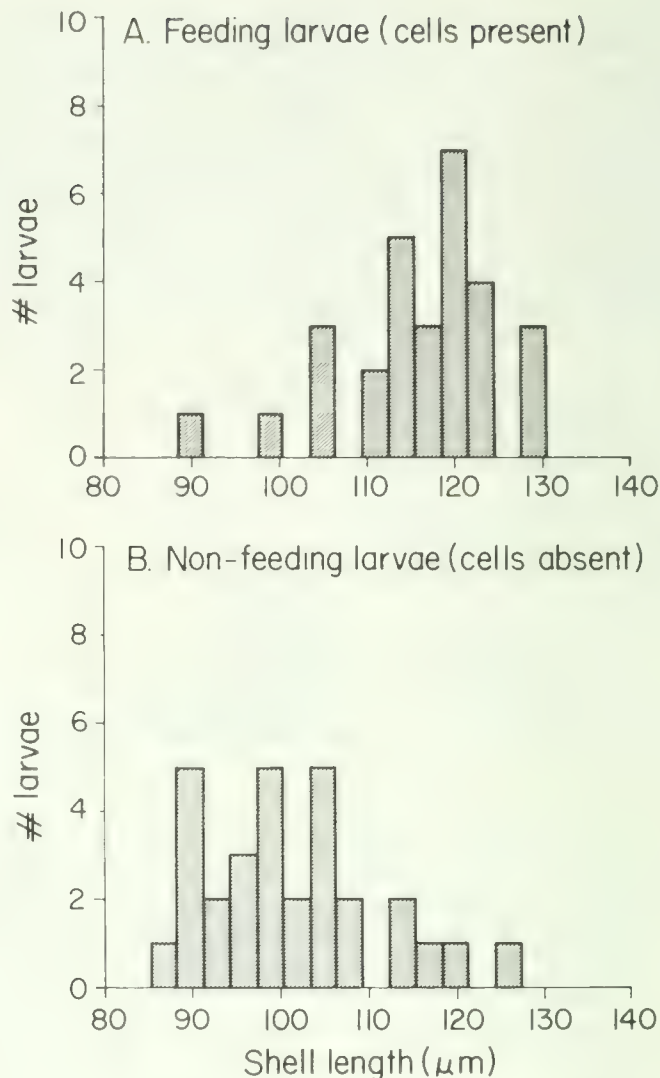 A. Feeding larvae (cells present)
10
8
6
4
2
0
# larvae
80 90 100 110 120 130 140
B. Non-feeding larvae (cells absent)
10
8
6
4
2
0
# larvae
80 90 100 110 120 130 140
Shell length (μm)